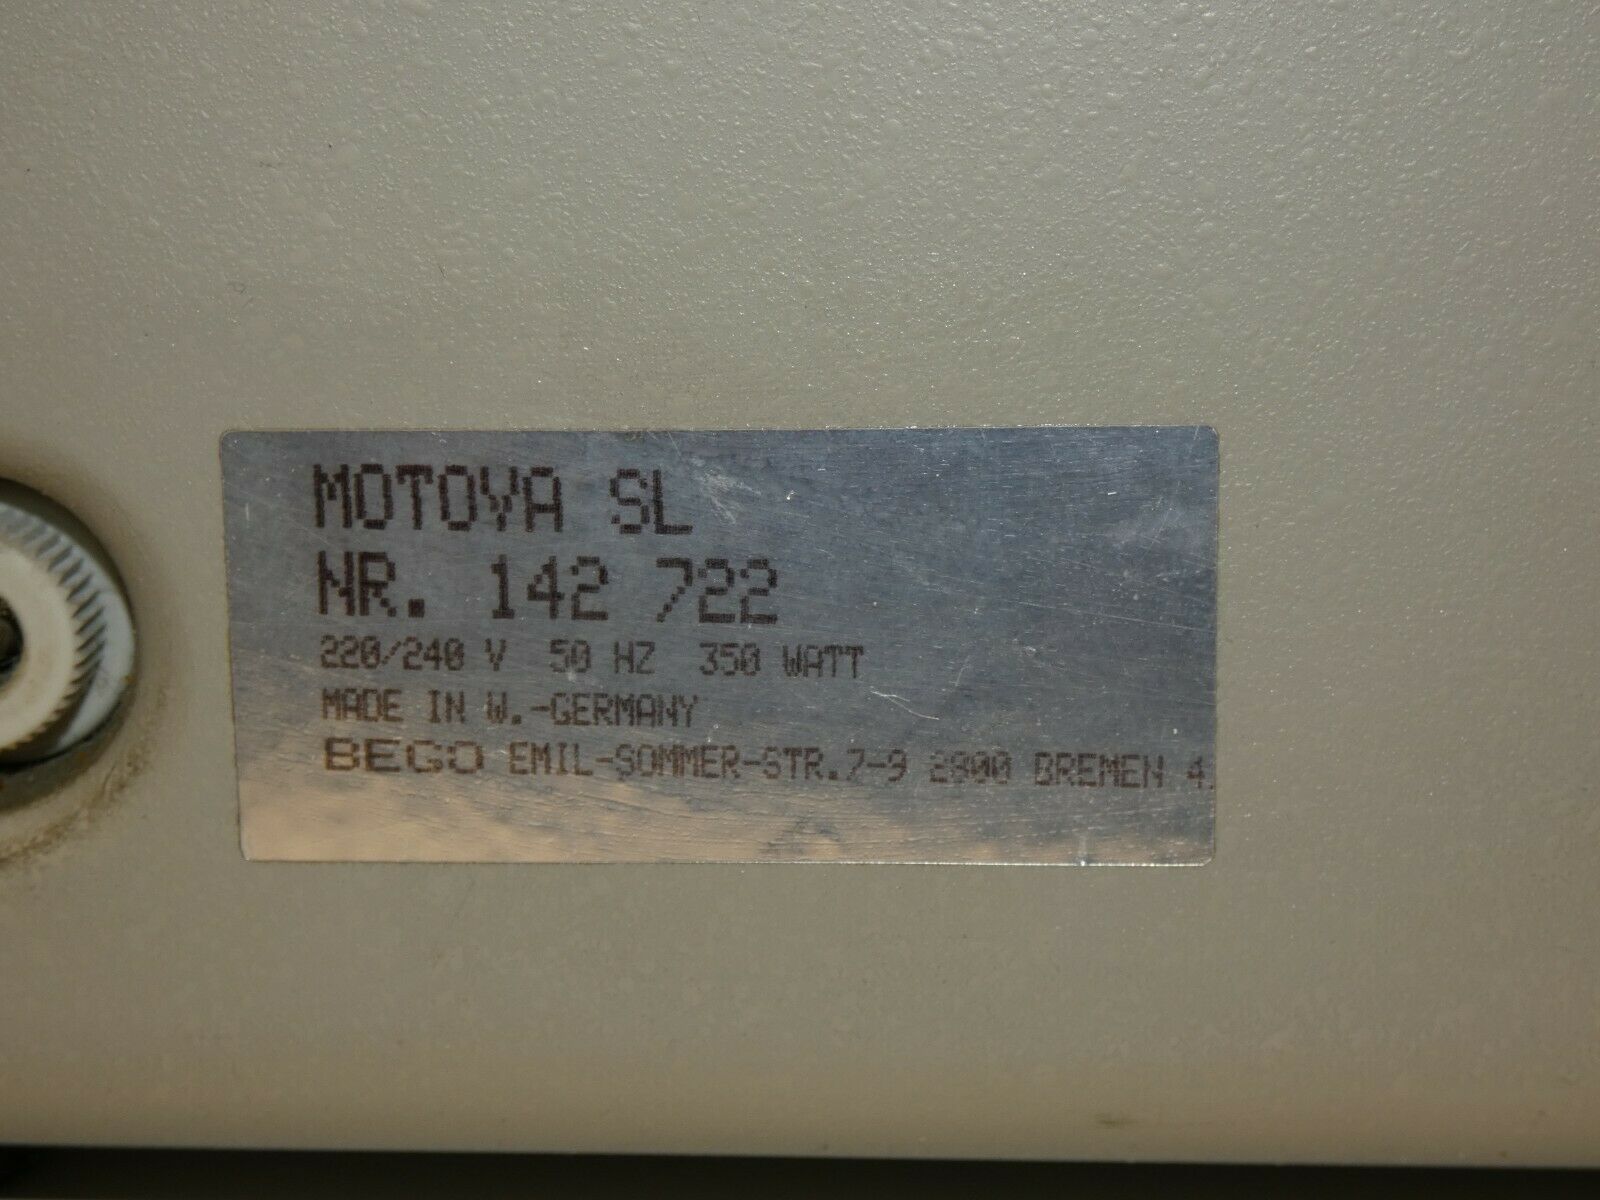 MOTOVA SL
NR. 142 722
220/240 V 50 HZ 350 WATT
MADE IN W.-GERMANY
BEGO EMIL-SOMMER-STR.7-9 2800 BREMEN 4.